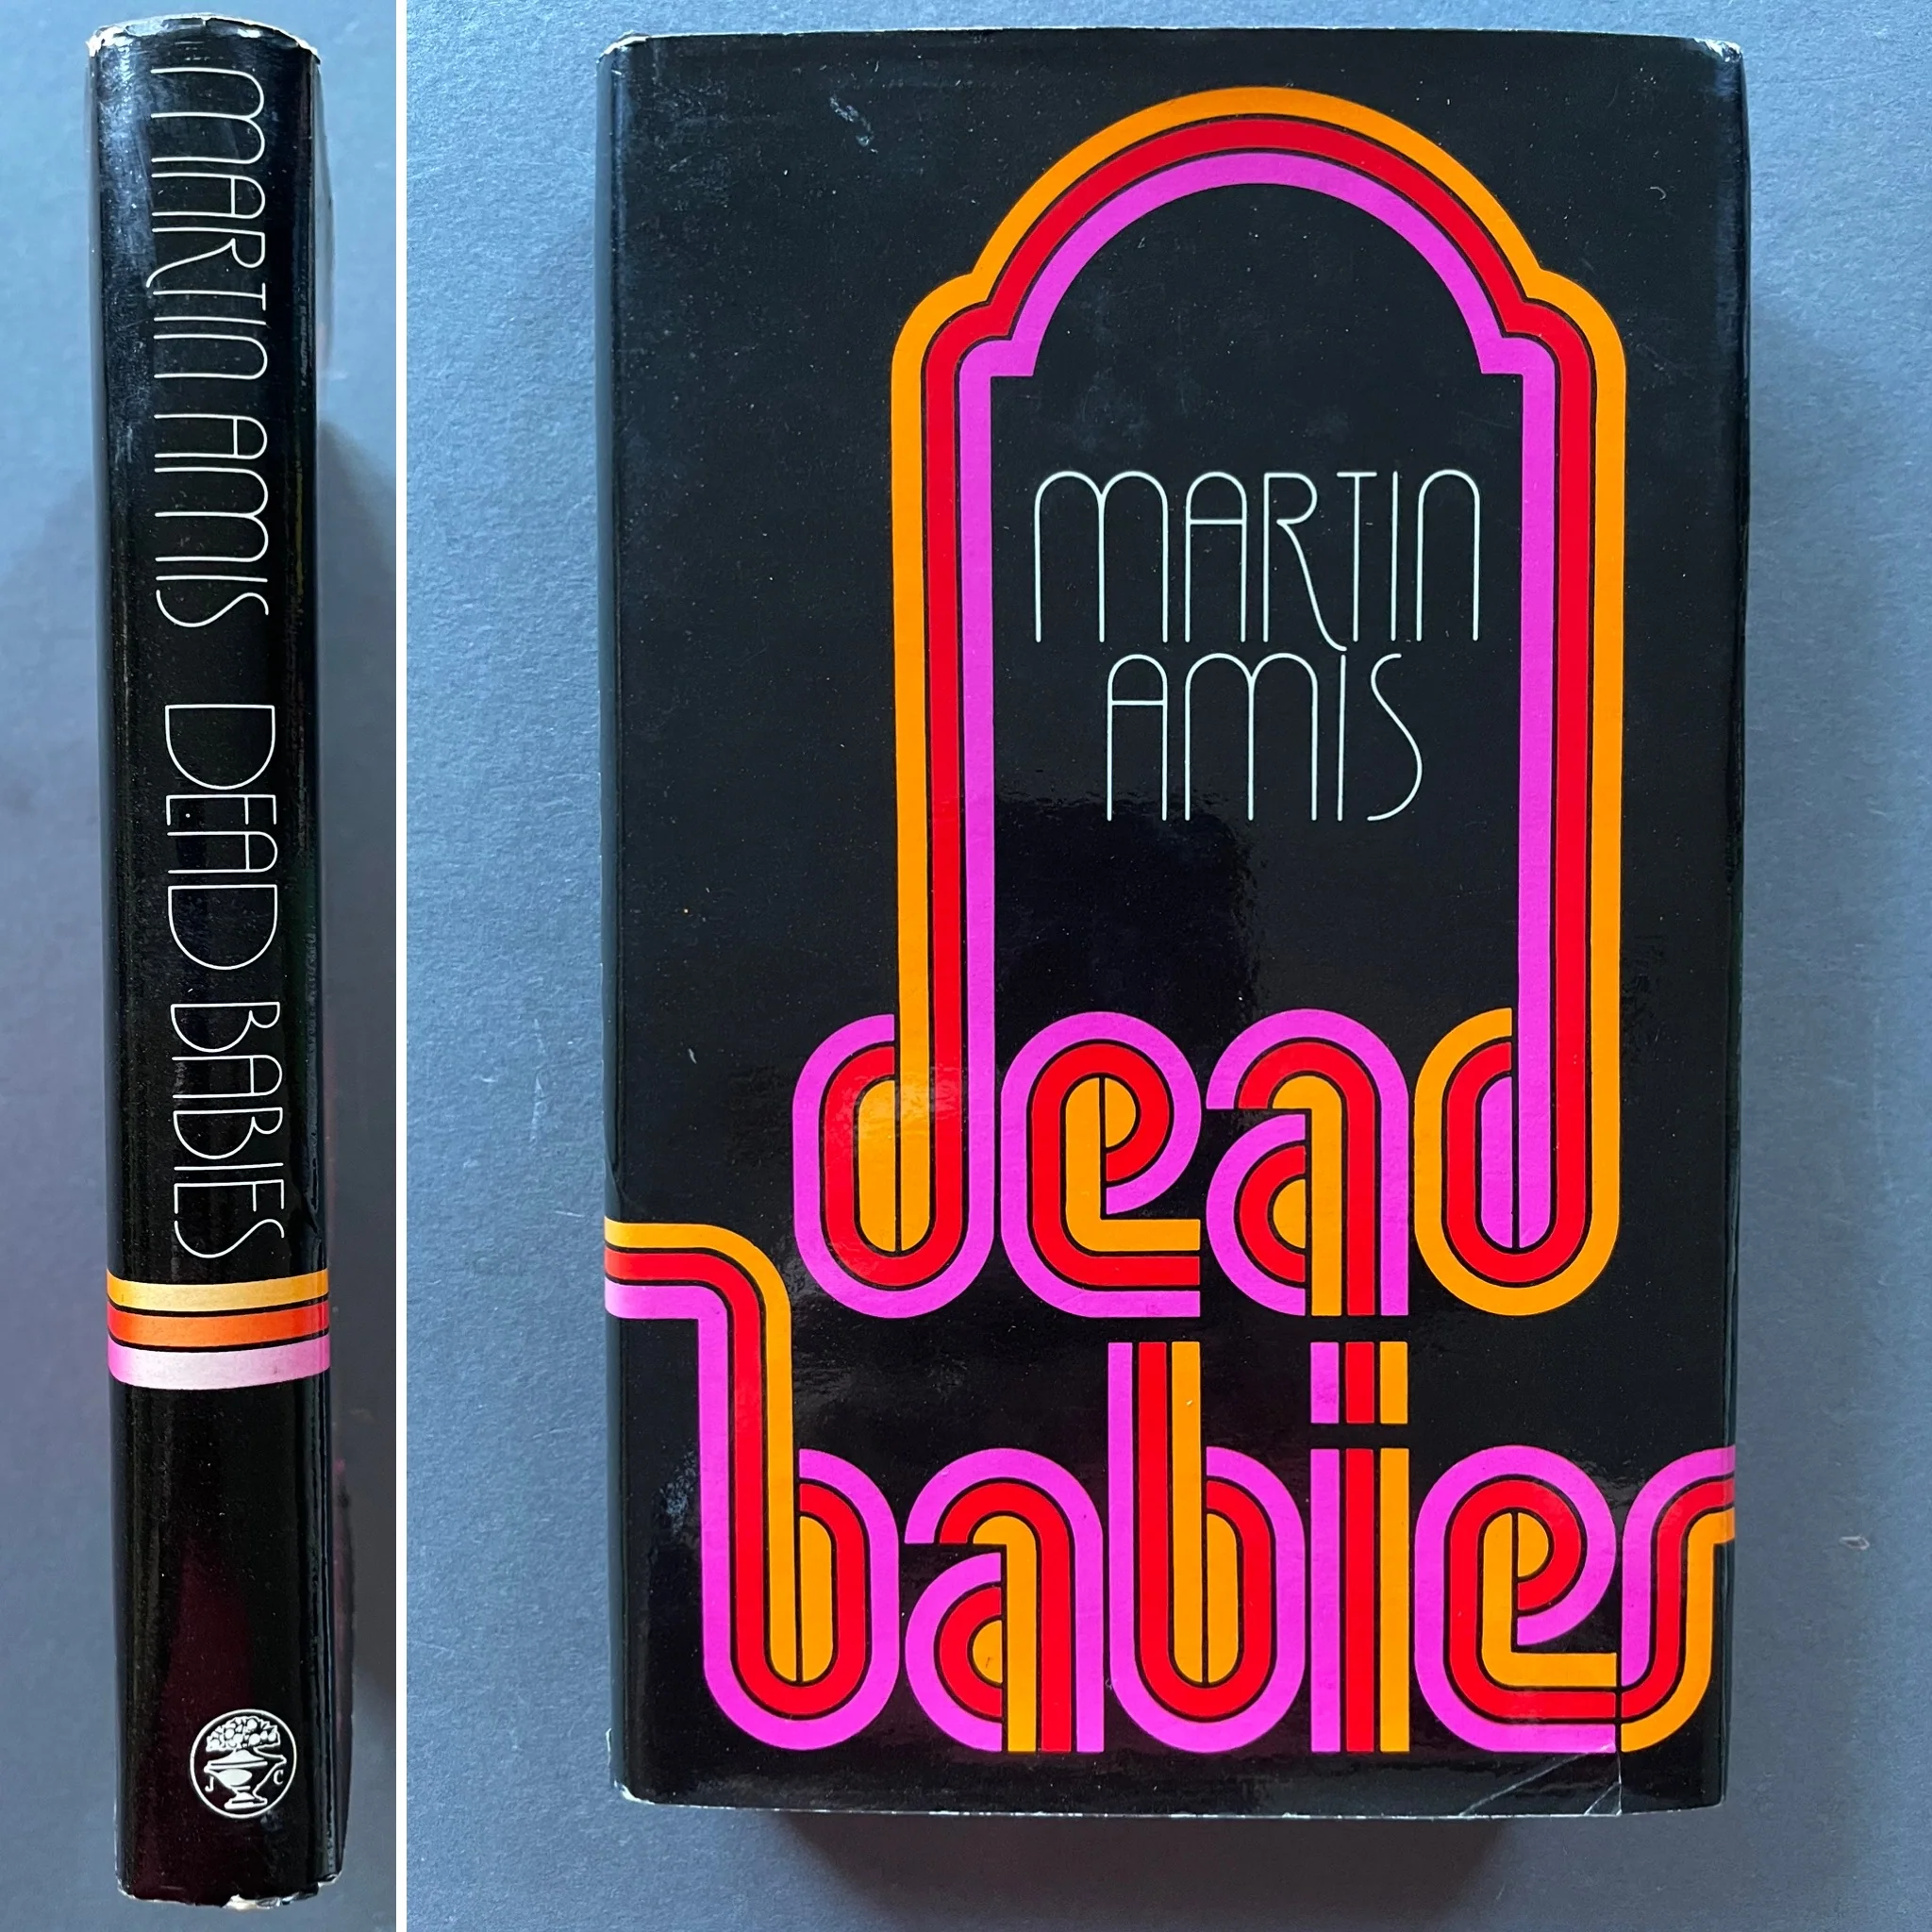 MARTIN AMIS DEAD BABIES
J C
MARTIN
AMIS
dead
babies